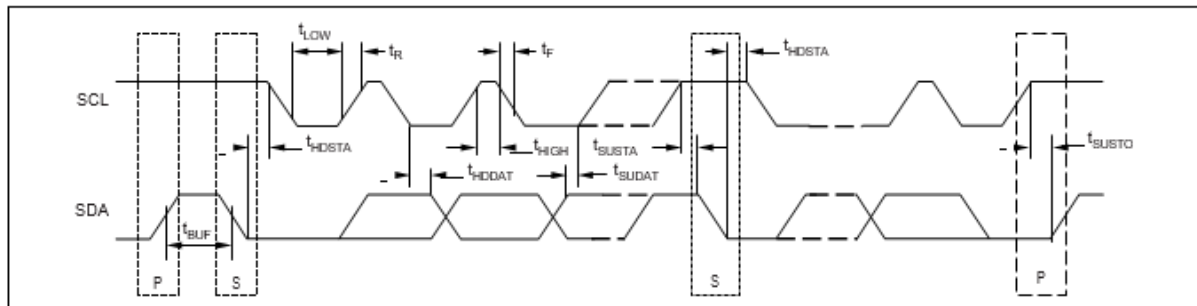 tLOW
tR
tF
tHDSTA
SCL
tHDSTA
tHIGH
tSUSTA
tSUSTO
tHDDAT
tSUDAT
SDA
tBUF
P
S
S
P